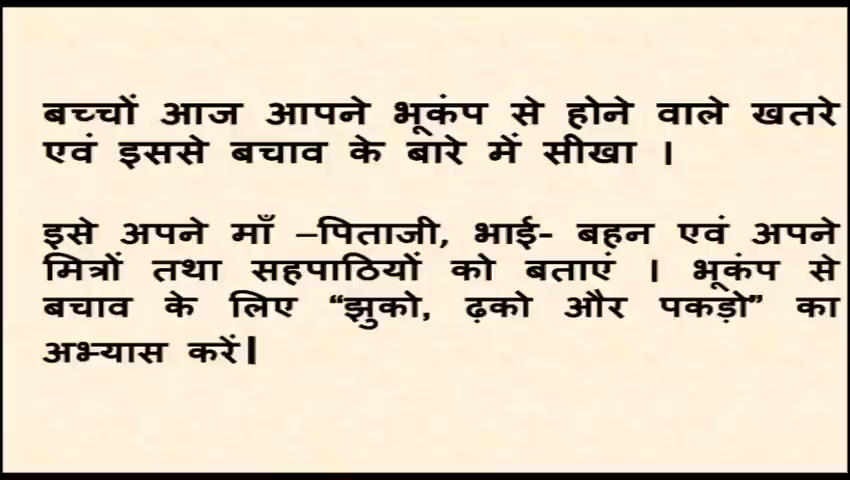 बच्चों आज आपने भूकंप से होने वाले खतरे
एवं इससे बचाव के बारे में सीखा ।
इसे अपने माँ –पिताजी, भाई- बहन एवं अपने
मित्रों तथा सहपाठियों को बताएं । भूकंप से
बचाव के लिए “झुको, ढ़को और पकड़ो” का
अभ्यास करें|